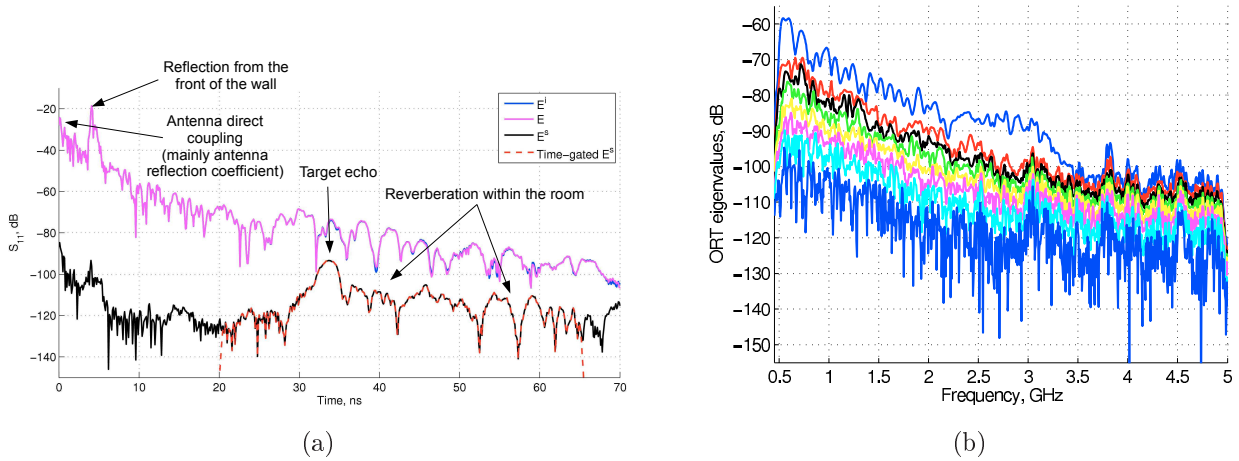 Reflection from the
front of the wall
Antenna direct
coupling
(mainly antenna
reflection coefficient)
Target echo
Reverberation within the room
E^i
E
E^s
Time-gated E^s
S_11, dB
-20
-40
-60
-80
-100
-120
-140
0 10 20 30 40 50 60 70
Time, ns
(a)
ORT eigenvalues, dB
-60
-70
-80
-90
-100
-110
-120
-130
-140
-150
0.5 1 1.5 2 2.5 3 3.5 4 4.5 5
Frequency, GHz
(b)